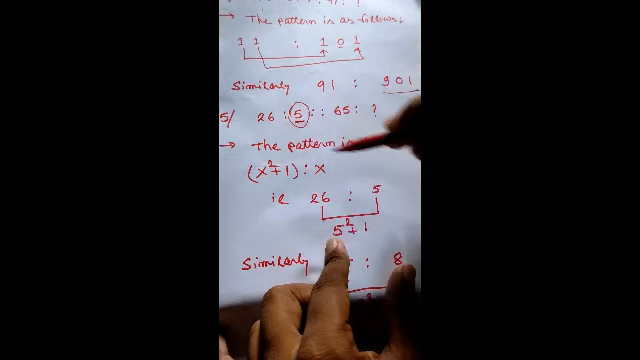 → The pattern is as follows:
1 1 : 1 0 1
Similarly 91 : 901
5/ 26 : 5 :: 65 : ?
→ The pattern is
(x²+1) : x
ie 26 : 5
5²+1
Similarly : 8